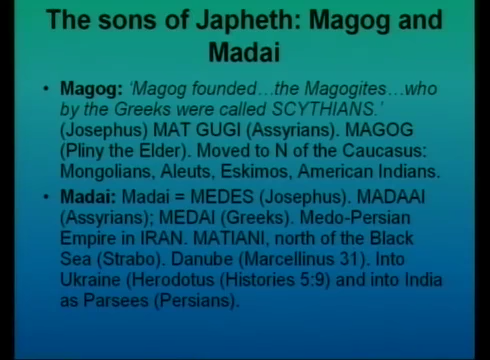 The sons of Japheth: Magog and
Madai
• Magog: ‘Magog founded…the Magogites…who
by the Greeks were called SCYTHIANS.’
(Josephus) MAT GUGI (Assyrians). MAGOG
(Pliny the Elder). Moved to N of the Caucasus:
Mongolians, Aleuts, Eskimos, American Indians.
• Madai: Madai = MEDES (Josephus). MADAAI
(Assyrians); MEDAI (Greeks). Medo-Persian
Empire in IRAN. MATIANI, north of the Black
Sea (Strabo). Danube (Marcellinus 31). Into
Ukraine (Herodotus (Histories 5:9) and into India
as Parsees (Persians).